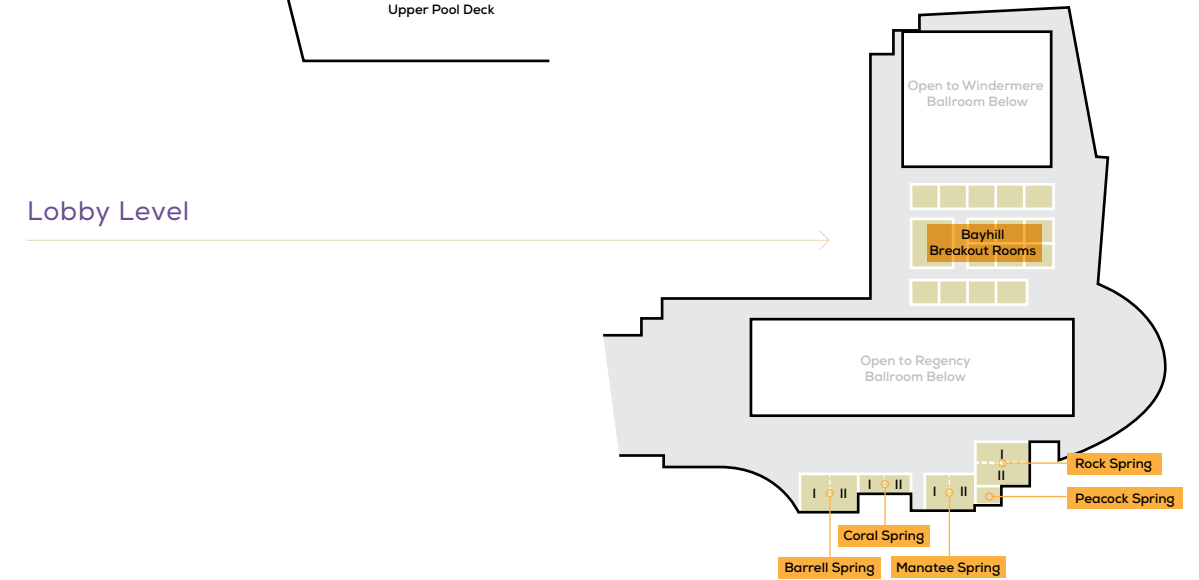 Upper Pool Deck
Open to Windermere
Ballroom Below
Lobby Level
Bayhill
Breakout Rooms
Open to Regency
Ballroom Below
I
II
Rock Spring
I II
I II
I II
Peacock Spring
Coral Spring
Barrell Spring
Manatee Spring